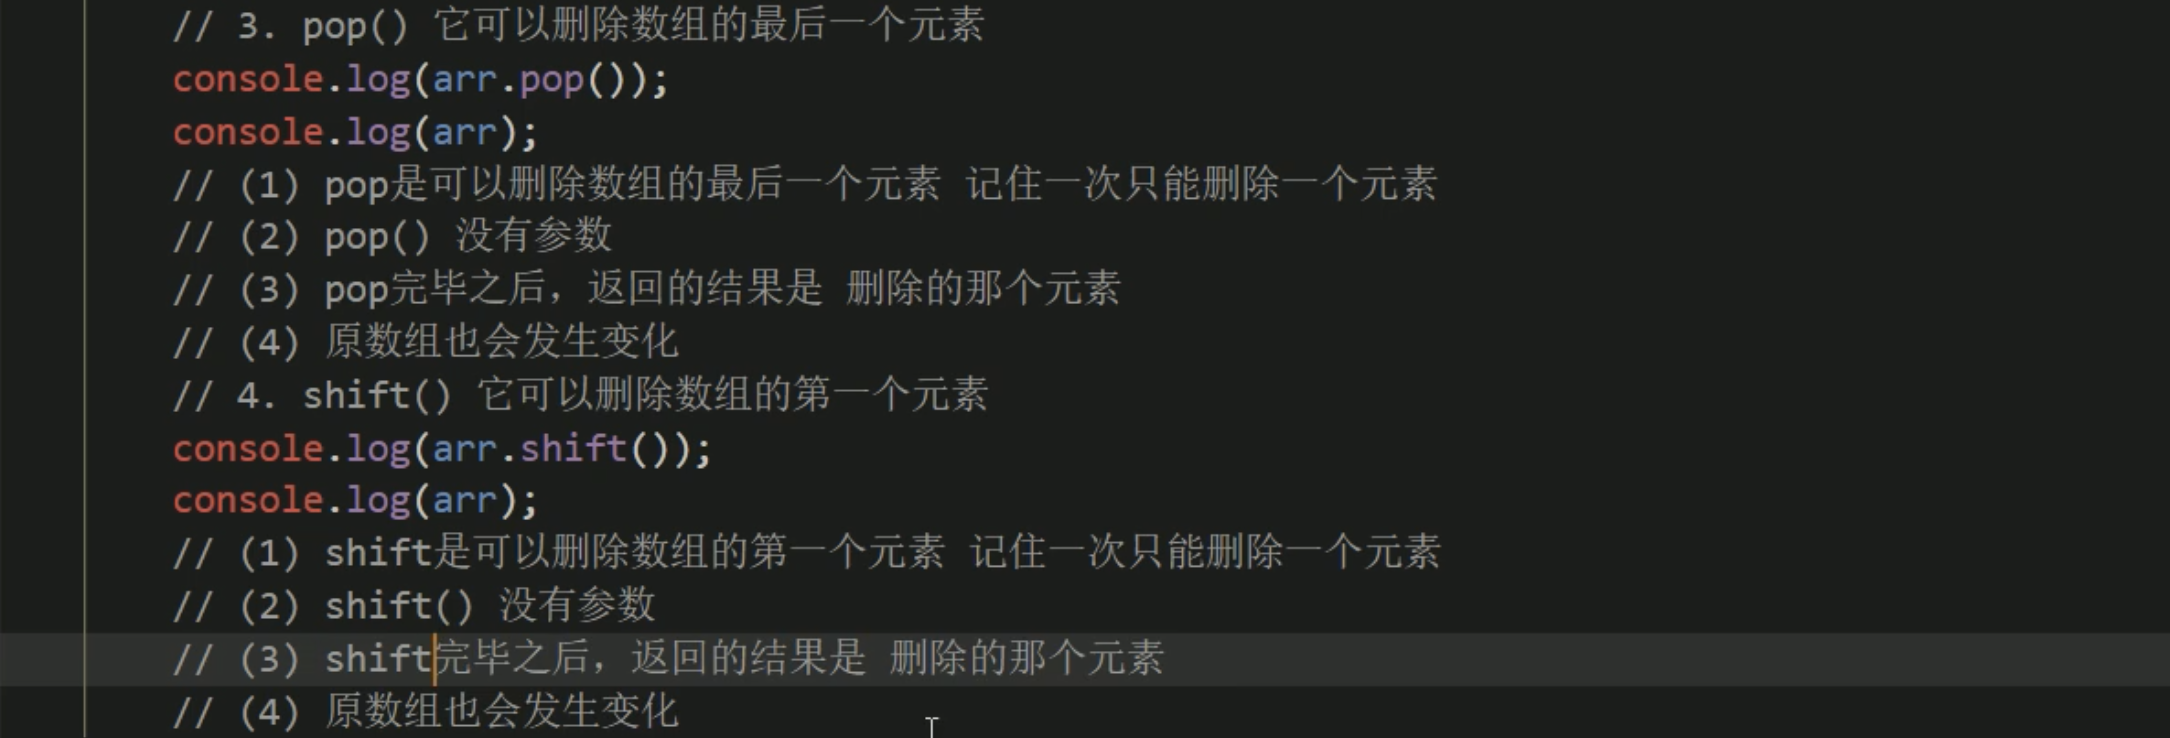 // 3. pop() 它可以删除数组的最后一个元素
console.log(arr.pop());
console.log(arr);
// (1) pop是可以删除数组的最后一个元素 记住一次只能删除一个元素
// (2) pop() 没有参数
// (3) pop完毕之后，返回的结果是 删除的那个元素
// (4) 原数组也会发生变化
// 4. shift() 它可以删除数组的第一个元素
console.log(arr.shift());
console.log(arr);
// (1) shift是可以删除数组的第一个元素 记住一次只能删除一个元素
// (2) shift() 没有参数
// (3) shift完毕之后，返回的结果是 删除的那个元素
// (4) 原数组也会发生变化